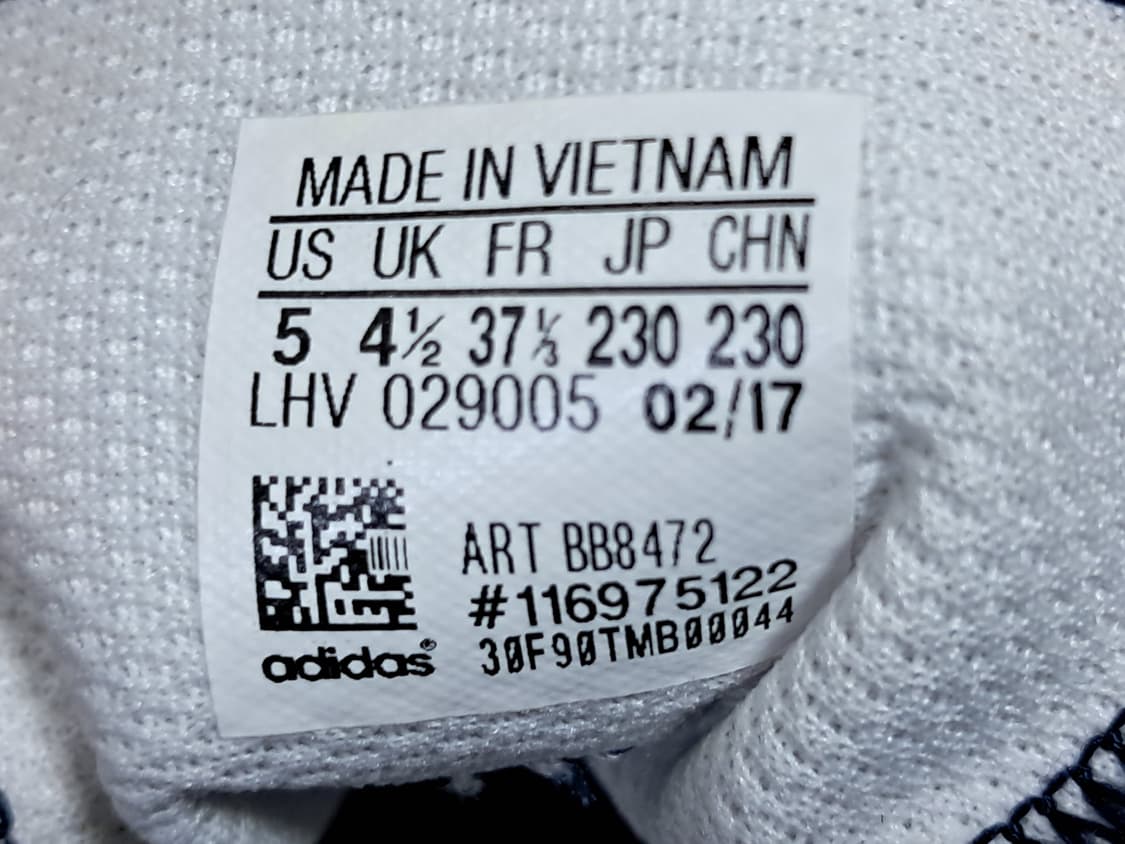 MADE IN VIETNAM
US UK FR JP CHN
5 4½ 37⅓ 230 230
LHV 029005 02/17
ART BB8472
#116975122
adidas® 30F90TMB00044